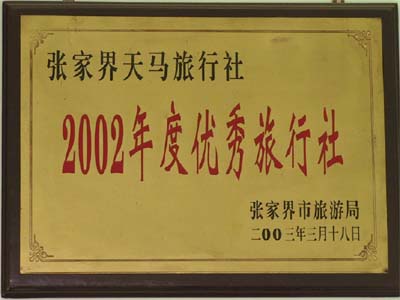 张家界天马旅行社
2002年度优秀旅行社
张家界市旅游局
二00三年三月十八日